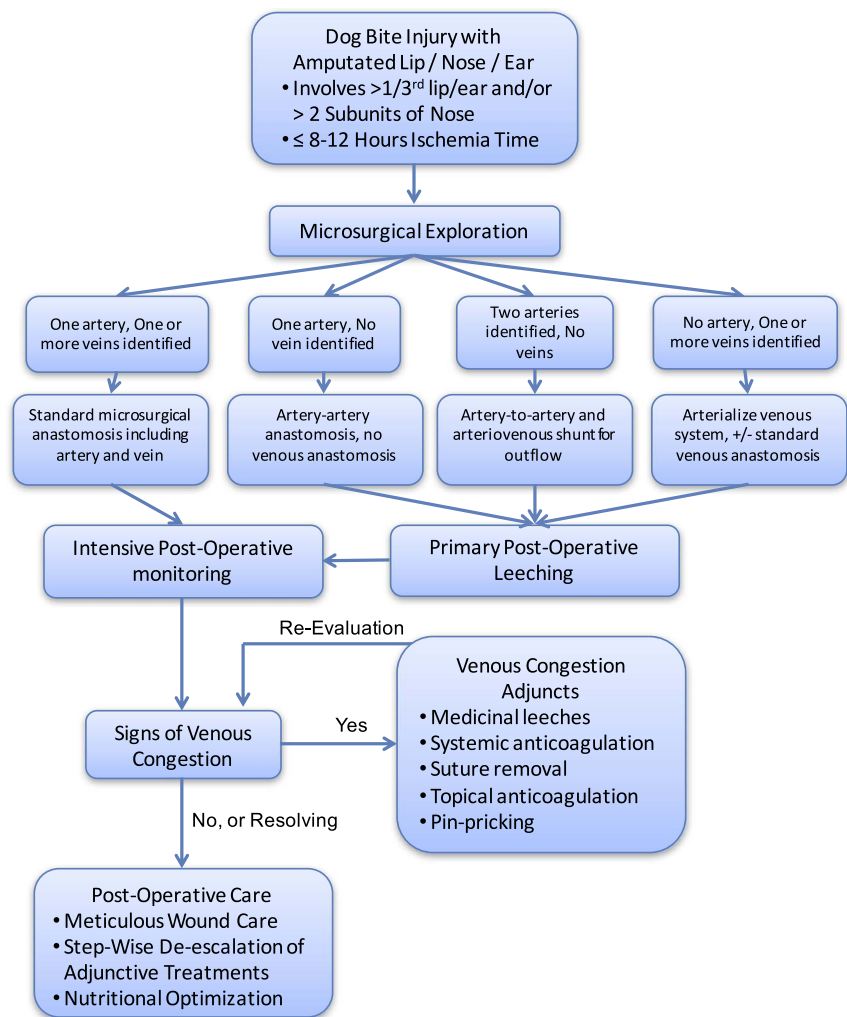 Dog Bite Injury with
Amputated Lip / Nose / Ear
• Involves >1/3rd lip/ear and/or
> 2 Subunits of Nose
• ≤ 8-12 Hours Ischemia Time
Microsurgical Exploration
One artery, One or
more veins identified
One artery, No
vein identified
Two arteries
identified, No
veins
No artery, One or
more veins identified
Standard microsurgical
anastomosis including
artery and vein
Artery-artery
anastomosis, no
venous anastomosis
Artery-to-artery and
arteriovenous shunt for
outflow
Arterialize venous
system, +/- standard
venous anastomosis
Intensive Post-Operative
monitoring
Primary Post-Operative
Leeching
Re-Evaluation
Venous Congestion
Adjuncts
• Medicinal leeches
• Systemic anticoagulation
• Suture removal
• Topical anticoagulation
• Pin-pricking
Signs of Venous
Congestion
Yes
No, or Resolving
Post-Operative Care
• Meticulous Wound Care
• Step-Wise De-escalation of
Adjunctive Treatments
• Nutritional Optimization